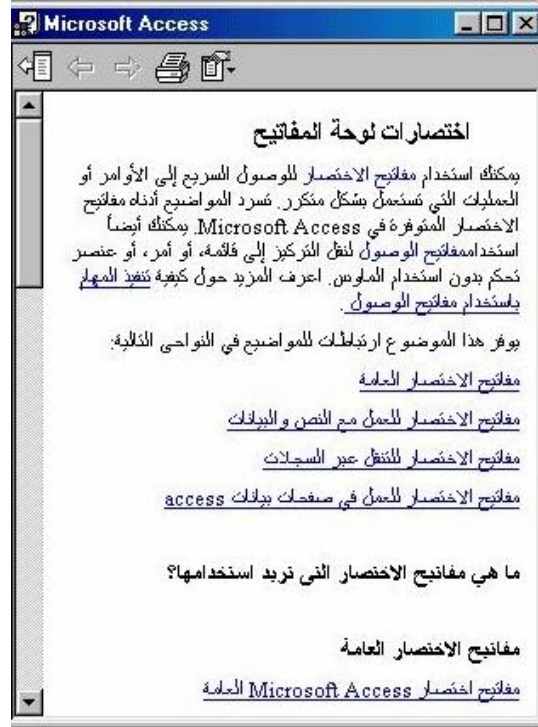 Microsoft Access
اختصارات لوحة المفاتيح
يمكنك استخدام مفاتيح الاختصار للوصول السريع إلى الأوامر أو
العمليات التي تستعمل بشكل متكرر. تسرد المواضيع أدناه مفاتيح
الاختصار المتوفرة في Microsoft Access. يمكنك أيضاً
استخداممفاتيح الوصول لنقل التركيز إلى قائمة، أو أمر، أو عنصر
تحكم بدون استخدام الماوس. اعرف المزيد حول كيفية تنفيذ المهام
باستخدام مفاتيح الوصول.
يوفر هذا الموضوع ارتباطات للمواضيع في النواحي التالية:
مفاتيح الاختصار العامة
مفاتيح الاختصار للعمل مع النص والبيانات
مفاتيح الاختصار للتنقل عبر السجلات
مفاتيح الاختصار للعمل في صفحات بيانات access
ما هي مفاتيح الاختصار التي تريد استخدامها؟
مفاتيح الاختصار العامة
مفاتيح اختصار Microsoft Access العامة